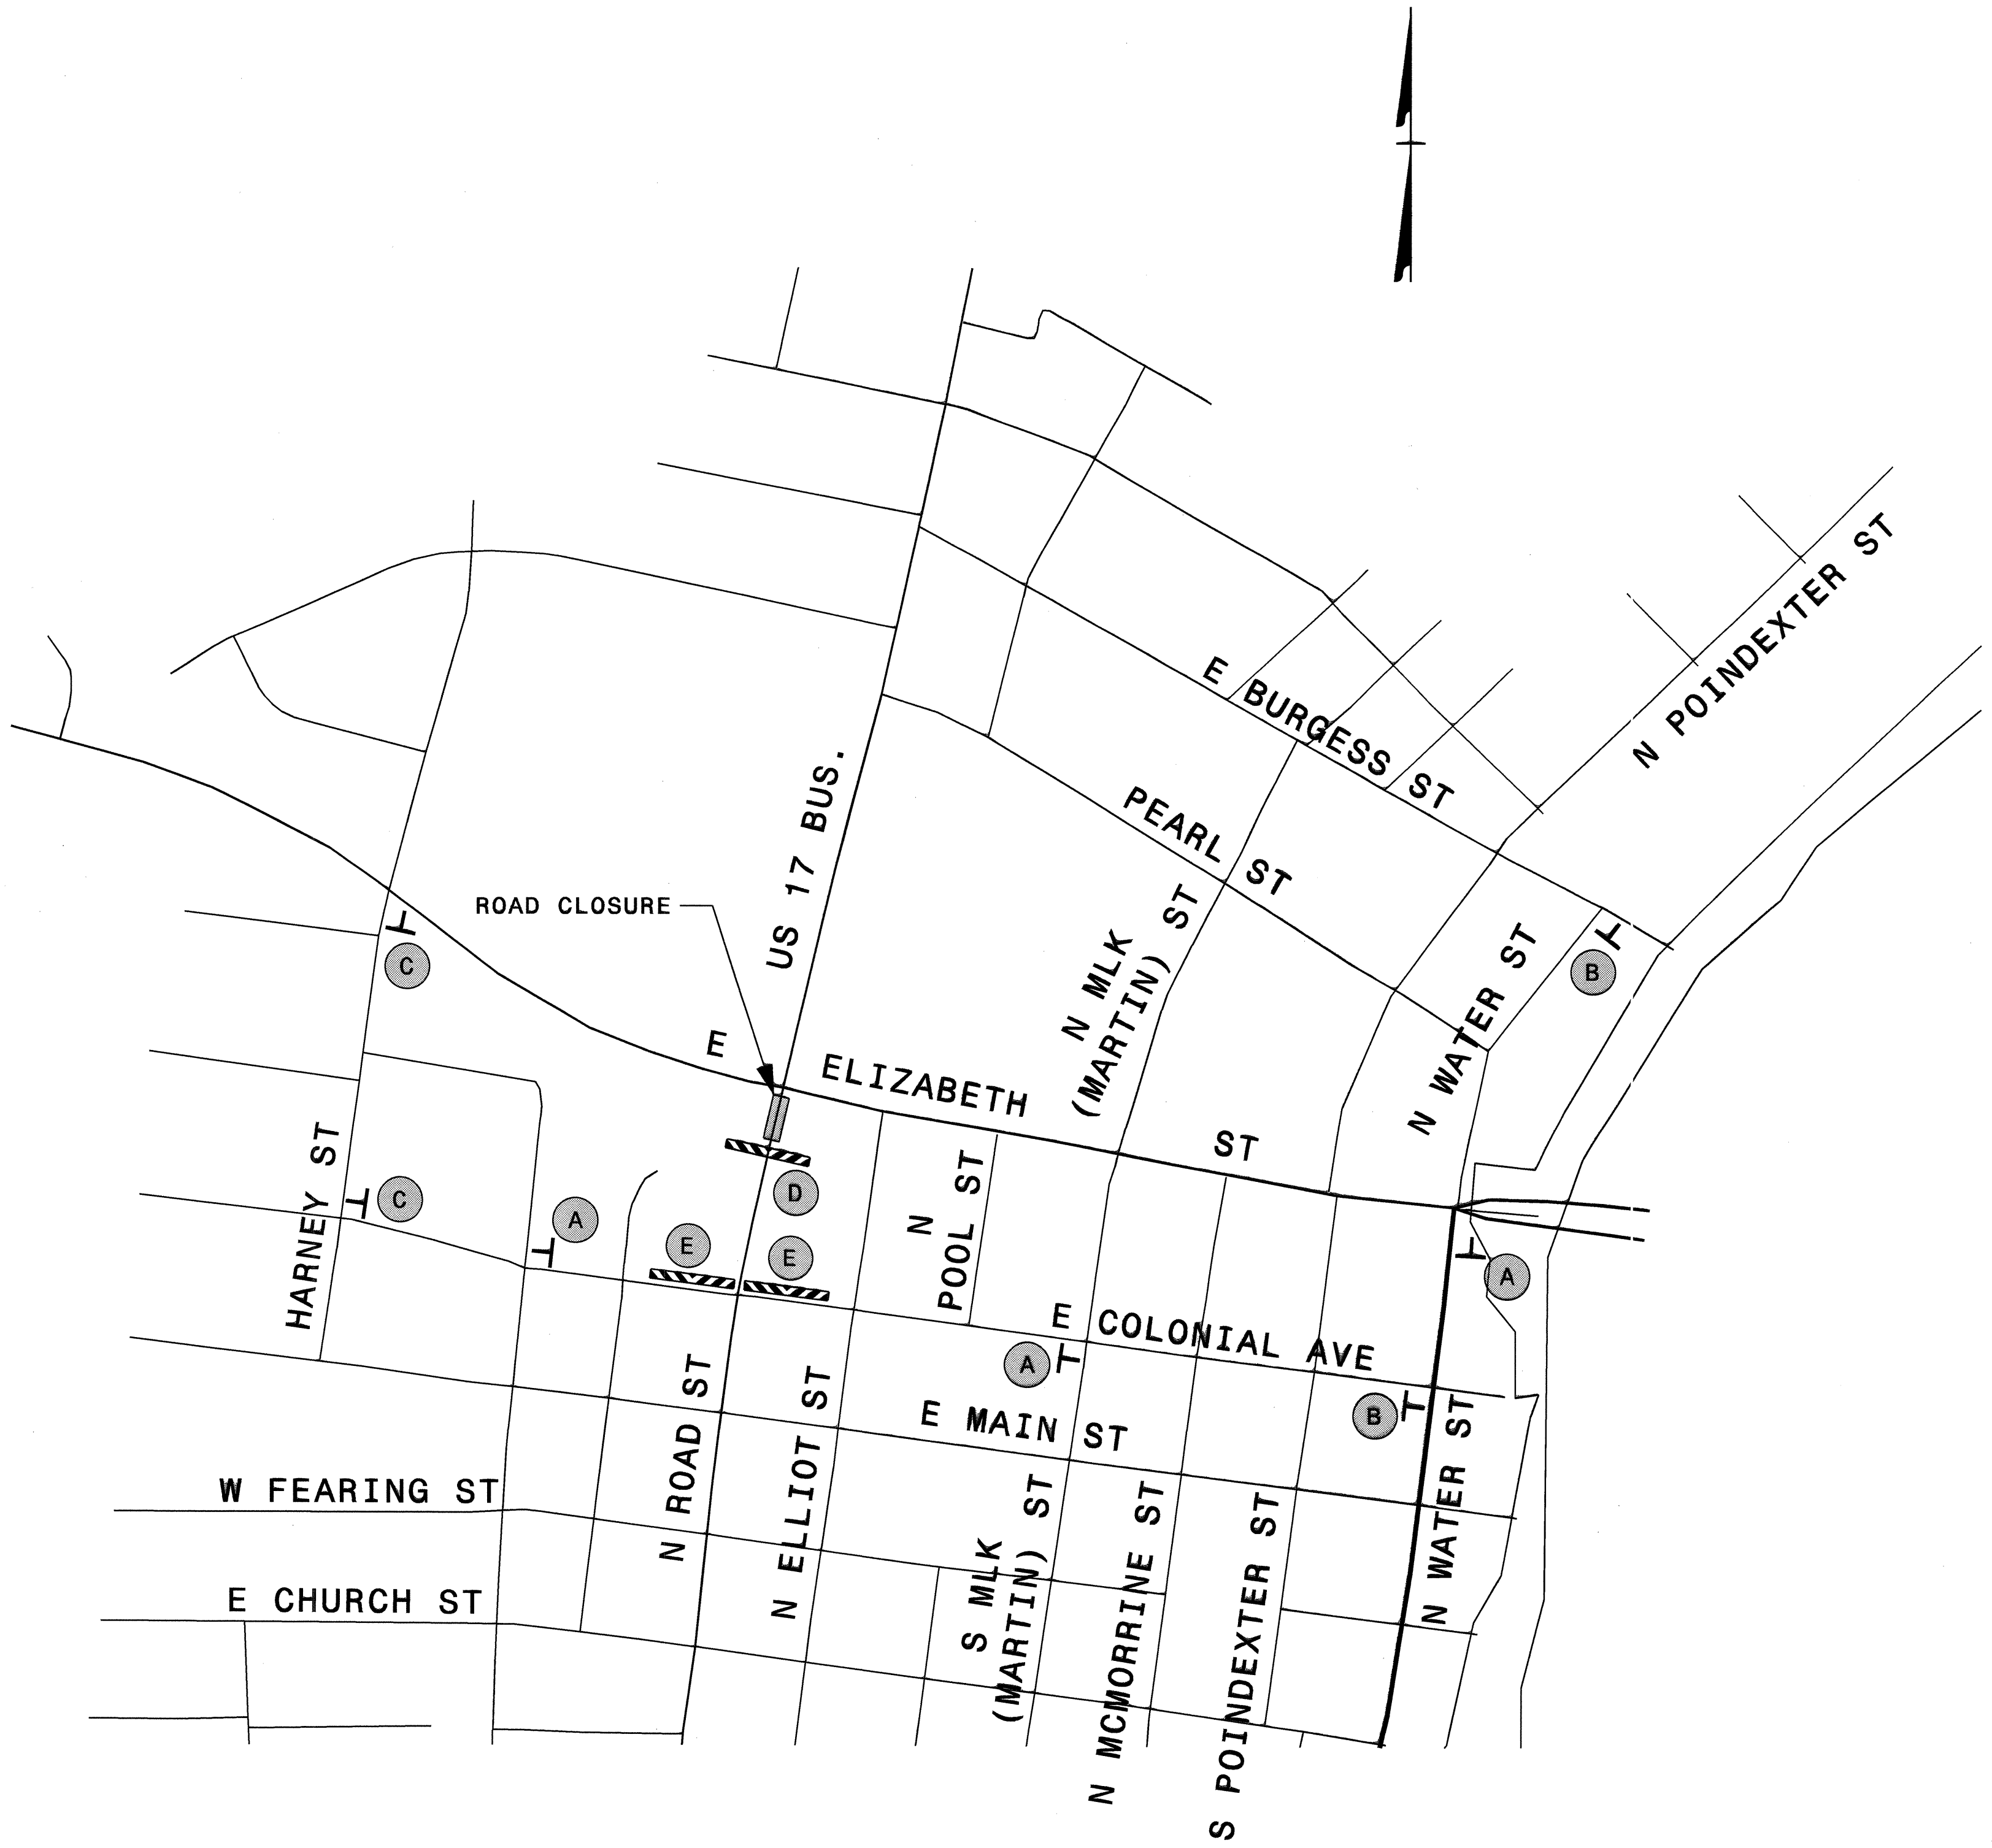 N POINDEXTER ST
E BURGESS ST
PEARL ST
US 17 BUS.
ROAD CLOSURE
N MLK
(MARTIN) ST
N WATER ST
B
C
E ELIZABETH ST
HARNEY ST
C
A
D
E
E
N
POOL ST
A
E COLONIAL AVE
A
B
N ROAD ST
N ELLIOT ST
E MAIN ST
N WATER ST
W FEARING ST
E CHURCH ST
S MLK
(MARTIN) ST
N MCMORRINE ST
S POINDEXTER ST